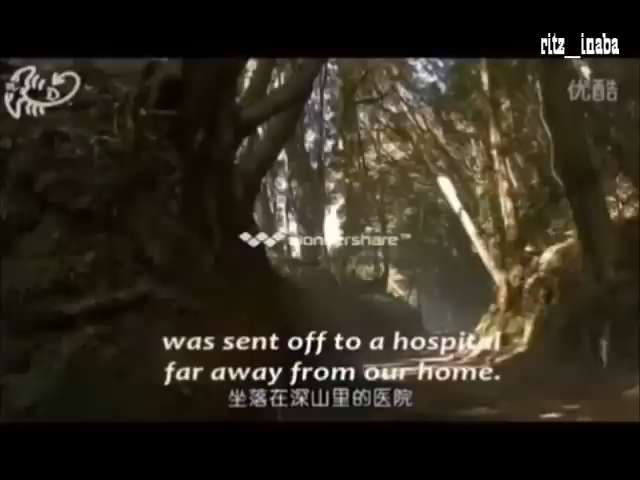 ritz_inaba
D
优酷
wondershare™
was sent off to a hospital
far away from our home.
坐落在深山里的医院